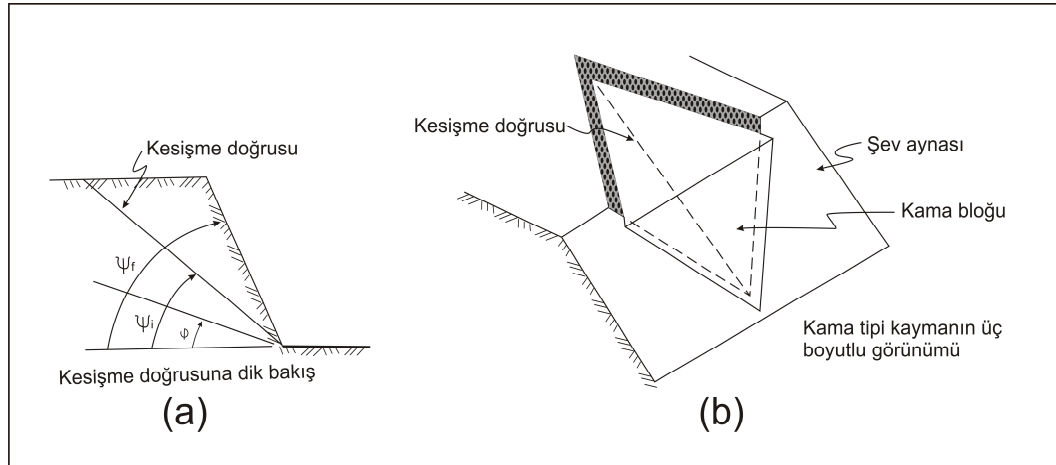 Kesişme doğrusu
ψf
ψi
φ
Kesişme doğrusuna dik bakış
(a)
Kesişme doğrusu
Şev aynası
Kama bloğu
Kama tipi kaymanın üç
boyutlu görünümü
(b)